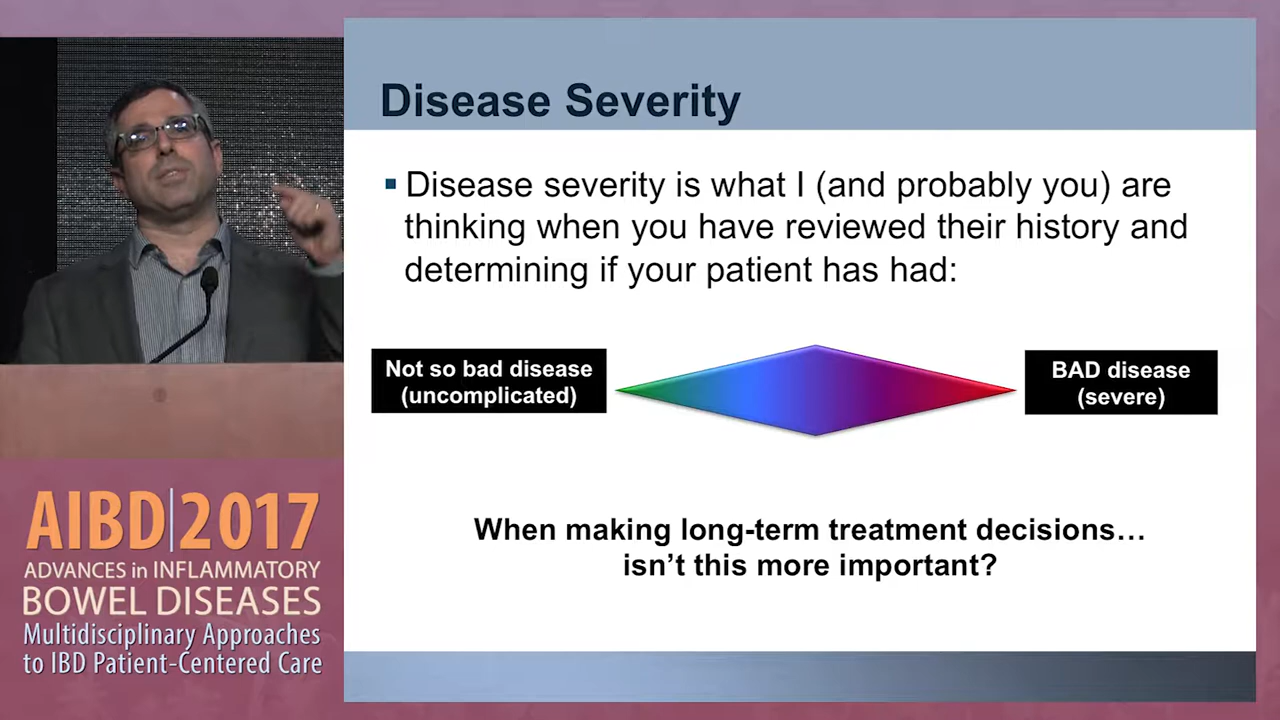 Disease Severity
▪ Disease severity is what I (and probably you) are
thinking when you have reviewed their history and
determining if your patient has had:
Not so bad disease
(uncomplicated)
BAD disease
(severe)
When making long-term treatment decisions…
isn't this more important?
AIBD|2017
ADVANCES in INFLAMMATORY
BOWEL DISEASES
Multidisciplinary Approaches
to IBD Patient-Centered Care